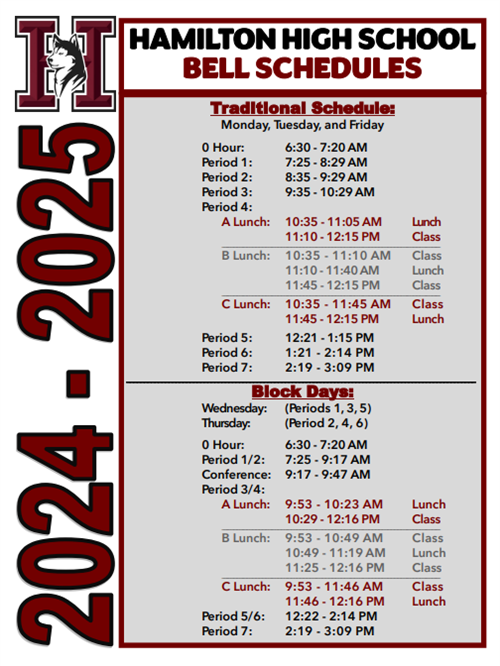 H
HAMILTON HIGH SCHOOL
BELL SCHEDULES
2024 - 2025
Traditional Schedule:
Monday, Tuesday, and Friday
0 Hour: 6:30 - 7:20 AM
Period 1: 7:25 - 8:29 AM
Period 2: 8:35 - 9:29 AM
Period 3: 9:35 - 10:29 AM
Period 4:
A Lunch: 10:35 - 11:05 AM Lunch
11:10 - 12:15 PM Class
B Lunch: 10:35 - 11:10 AM Class
11:10 - 11:40 AM Lunch
11:45 - 12:15 PM Class
C Lunch: 10:35 - 11:45 AM Class
11:45 - 12:15 PM Lunch
Period 5: 12:21 - 1:15 PM
Period 6: 1:21 - 2:14 PM
Period 7: 2:19 - 3:09 PM
Block Days:
Wednesday: (Periods 1, 3, 5)
Thursday: (Period 2, 4, 6)
0 Hour: 6:30 - 7:20 AM
Period 1/2: 7:25 - 9:17 AM
Conference: 9:17 - 9:47 AM
Period 3/4:
A Lunch: 9:53 - 10:23 AM Lunch
10:29 - 12:16 PM Class
B Lunch: 9:53 - 10:49 AM Class
10:49 - 11:19 AM Lunch
11:25 - 12:16 PM Class
C Lunch: 9:53 - 11:46 AM Class
11:46 - 12:16 PM Lunch
Period 5/6: 12:22 - 2:14 PM
Period 7: 2:19 - 3:09 PM